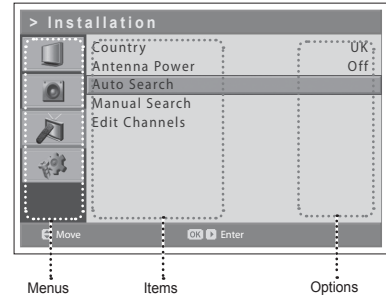 > Installation
Country UK
Antenna Power Off
Auto Search
Manual Search
Edit Channels
Move OK Enter
Menus Items Options